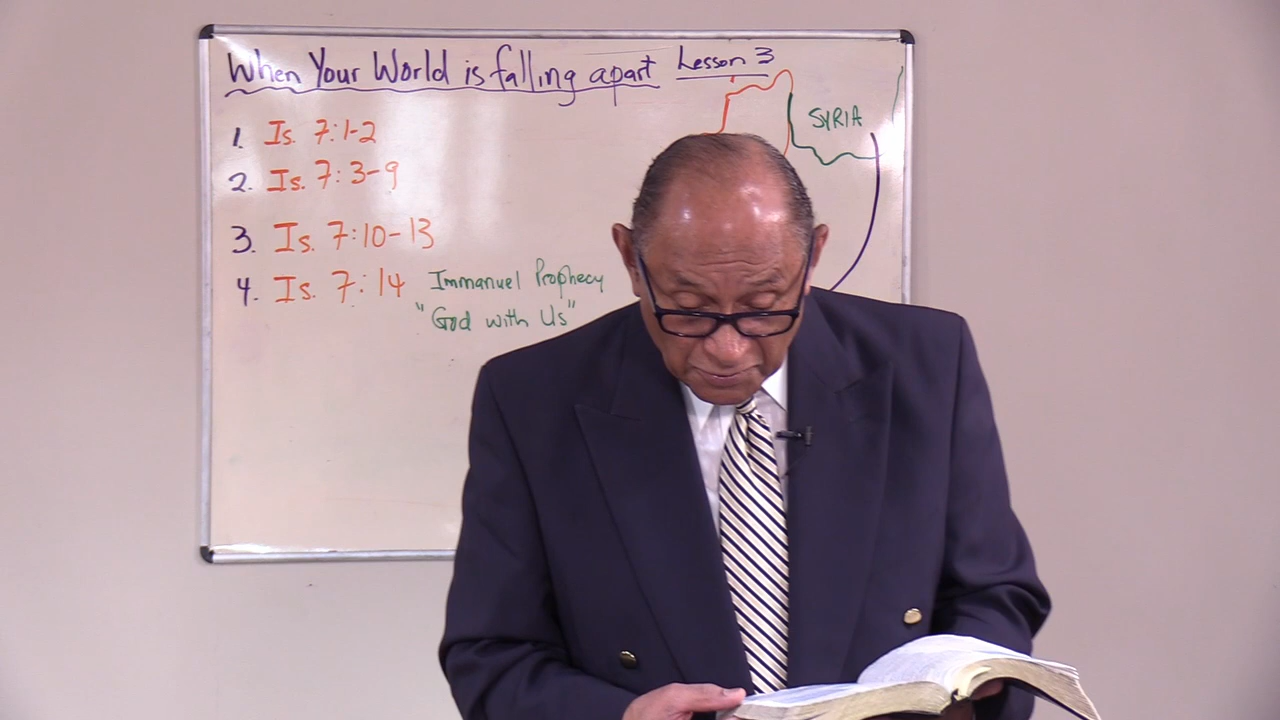 When Your World is falling apart Lesson 3
SYRIA
1. Is. 7:1-2
2. Is. 7:3-9
3. Is. 7:10-13
4. Is. 7:14 Immanuel Prophecy
"God with Us"